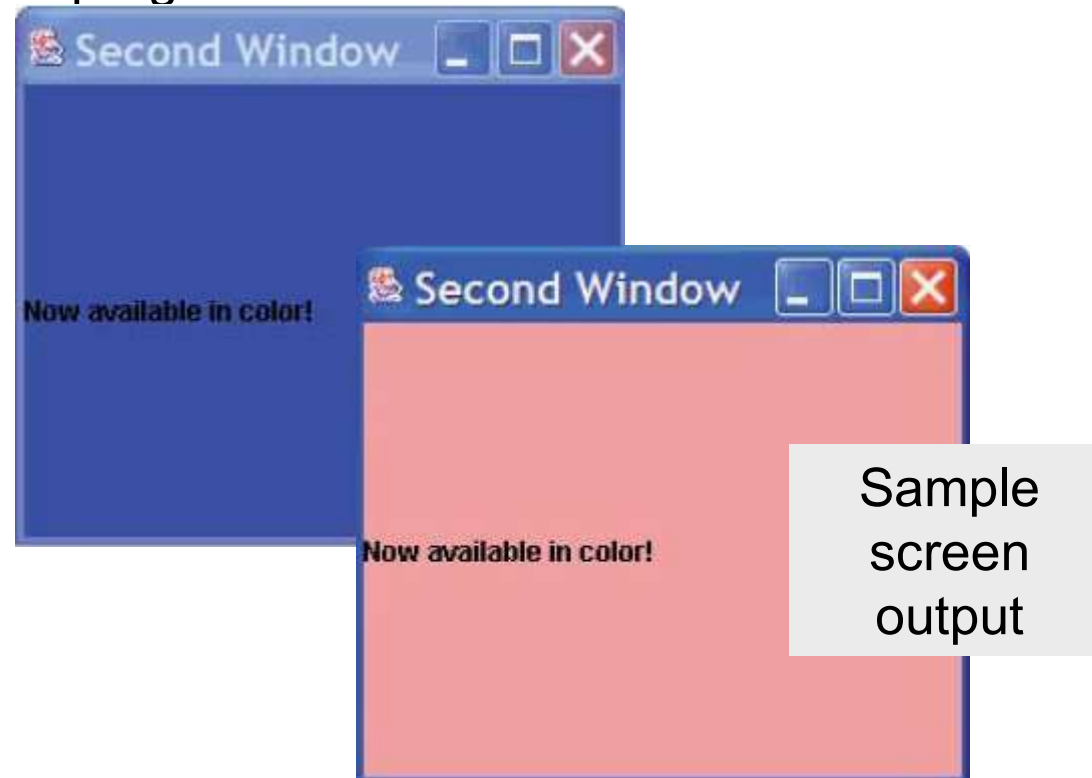 Second Window
Now available in color!
Second Window
Now available in color!
Sample
screen
output